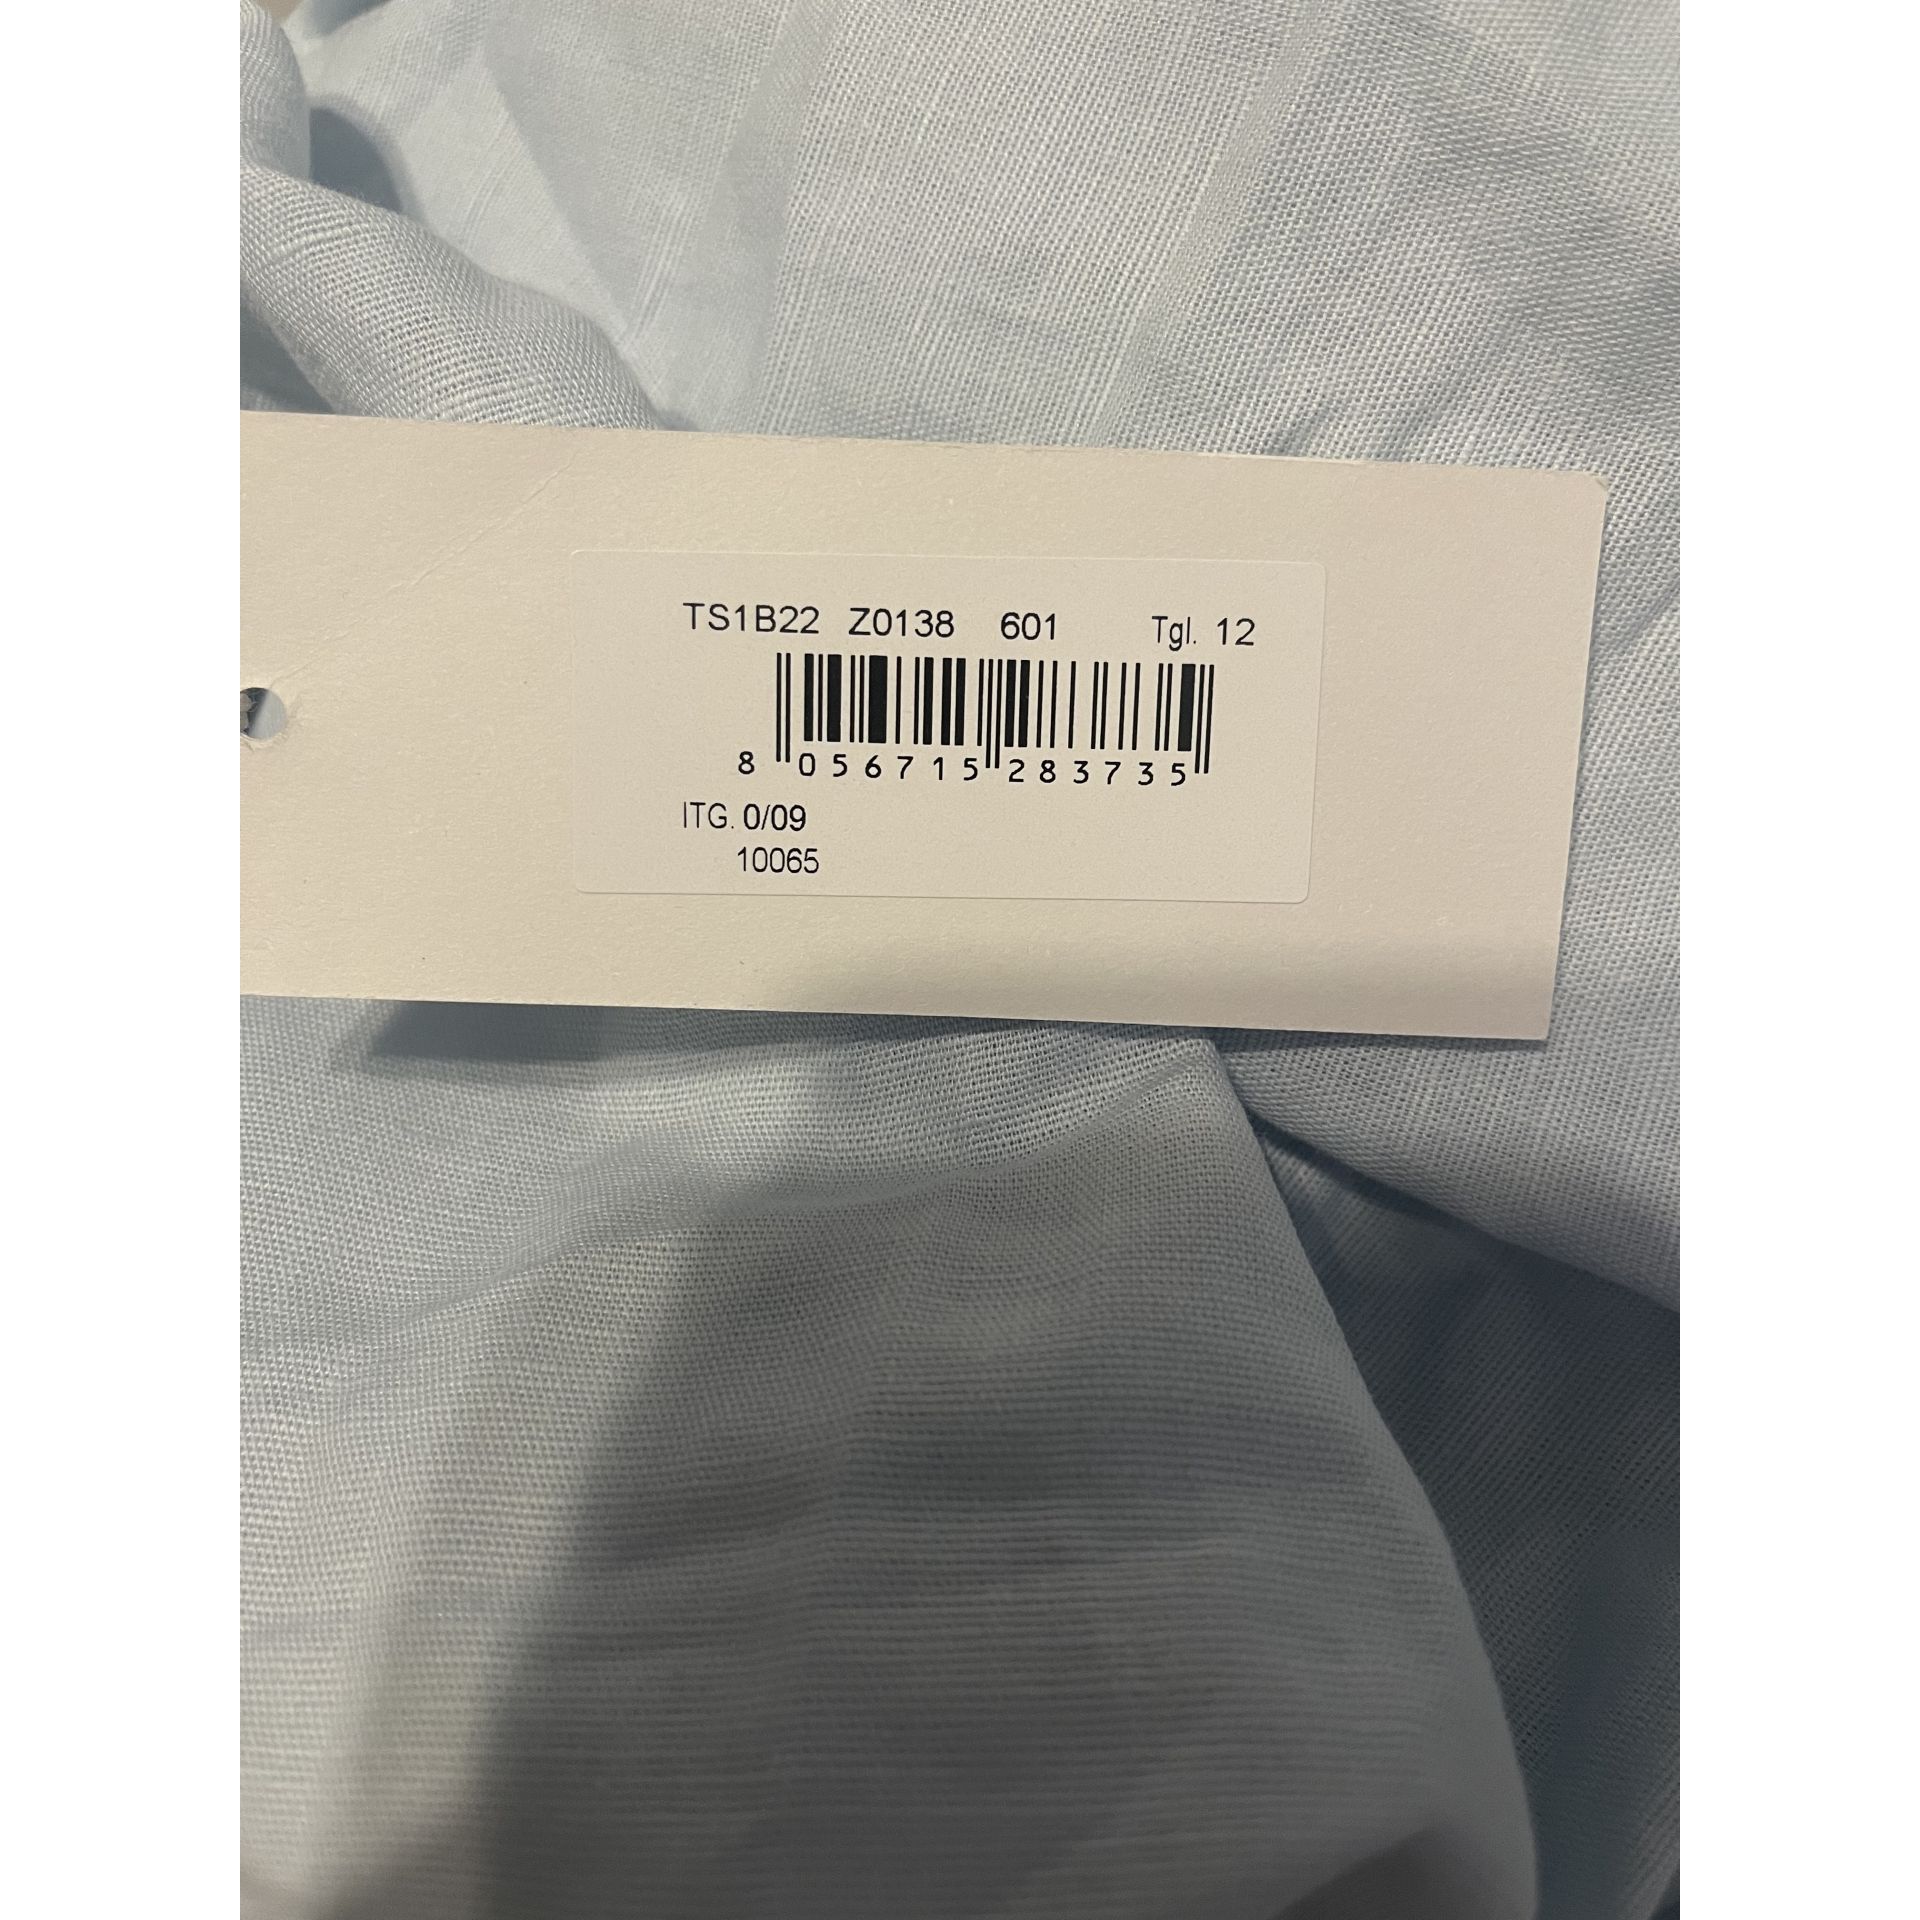 TS1B22 Z0138 601 Tgl. 12
8 056715 283735
ITG. 0/09
10065